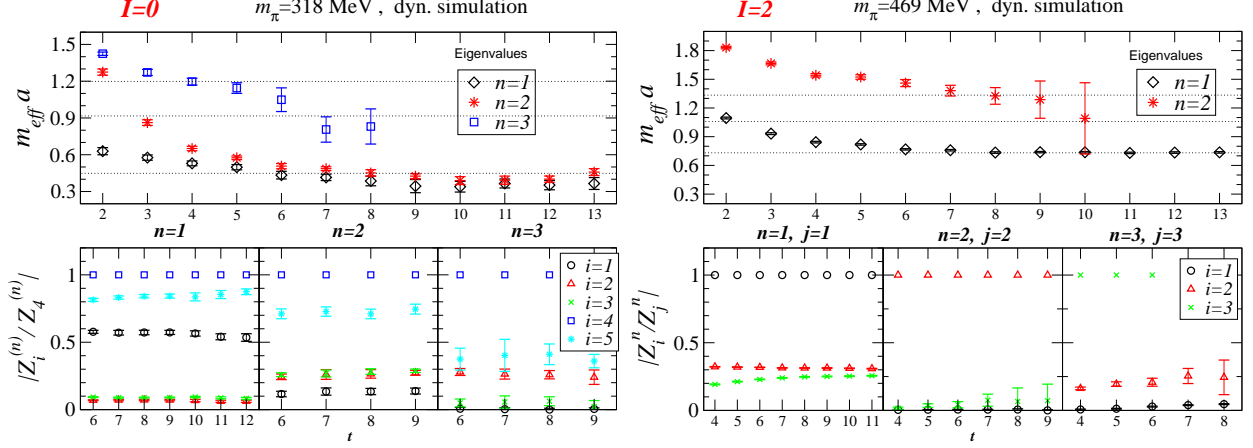 I=0 m_π=318 MeV , dyn. simulation
m_eff a
1.5
1.2
0.9
0.6
0.3
Eigenvalues
n=1
n=2
n=3
2 3 4 5 6 7 8 9 10 11 12 13
n=1 n=2 n=3
|Z_i^(n) / Z_4^(n)|
1
0.5
0
i=1
i=2
i=3
i=4
i=5
6 7 8 9 10 11 12 6 7 8 9 6 7 8 9
t
I=2 m_π=469 MeV , dyn. simulation
m_eff a
1.8
1.5
1.2
0.9
0.6
0.3
Eigenvalues
n=1
n=2
2 3 4 5 6 7 8 9 10 11 12 13
n=1, j=1 n=2, j=2 n=3, j=3
|Z_i^n/Z_j^n|
1
0.5
0
i=1
i=2
i=3
4 5 6 7 8 9 10 11 4 5 6 7 8 9 4 5 6 7 8
t